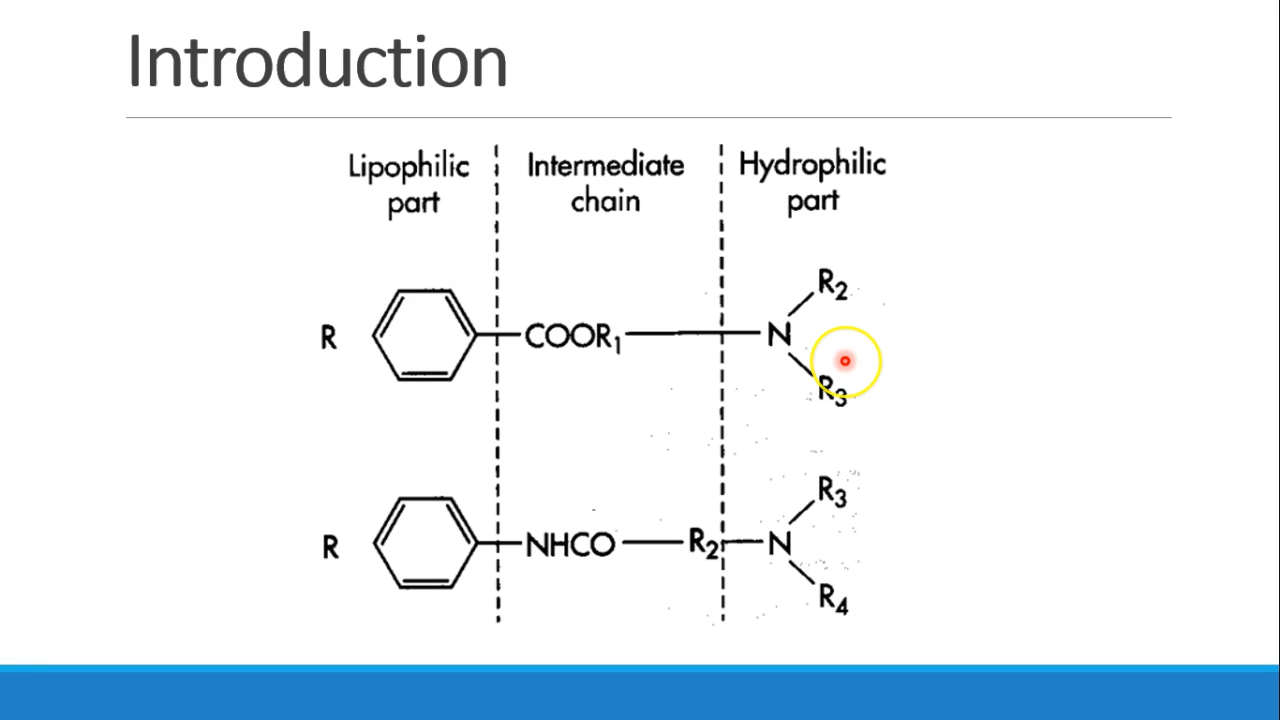 Introduction
Lipophilic part
Intermediate chain
Hydrophilic part
R COOR1 N R2 R3
R NHCO R2 N R3 R4